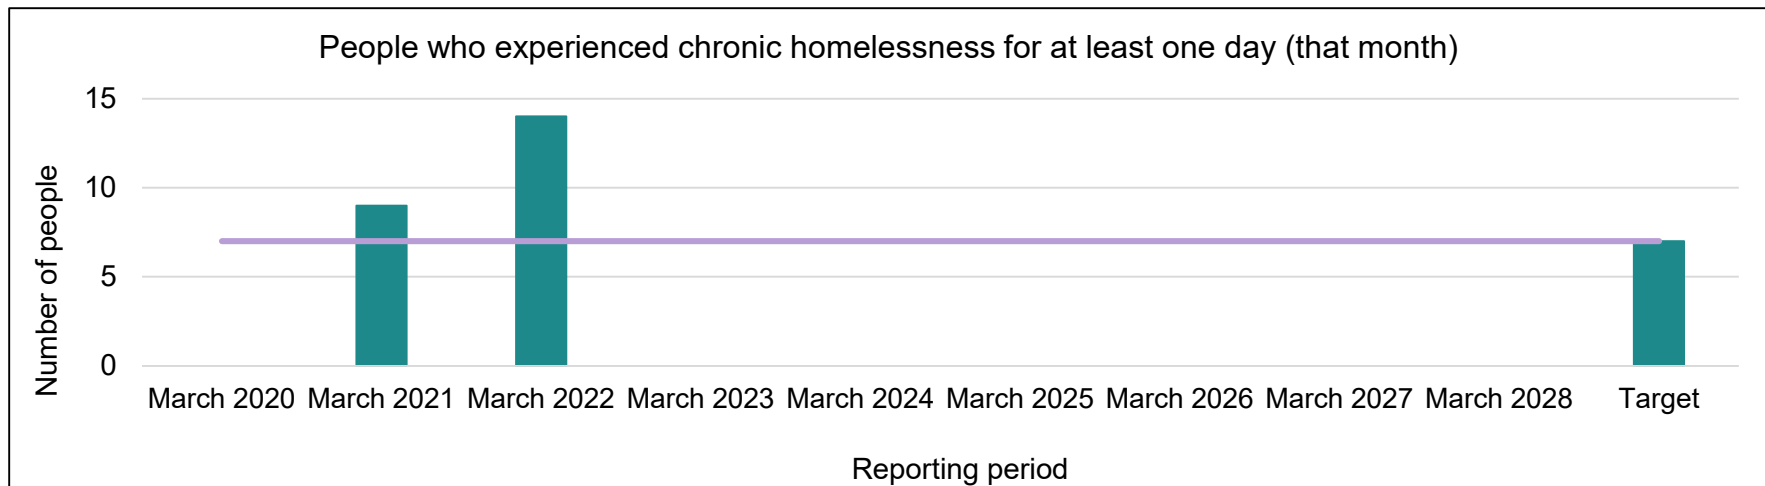 People who experienced chronic homelessness for at least one day (that month)
Number of people
15
10
5
0
March 2020 March 2021 March 2022 March 2023 March 2024 March 2025 March 2026 March 2027 March 2028 Target
Reporting period